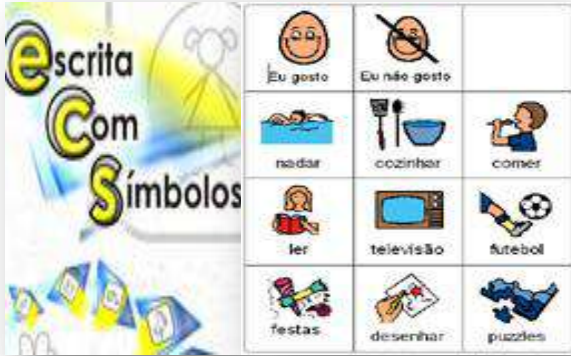 escrita
Com
Símbolos
Eu gosto
Eu não gosto
nadar
cozinhar
comer
ler
televisão
futebol
festas
desenhar
puzzles